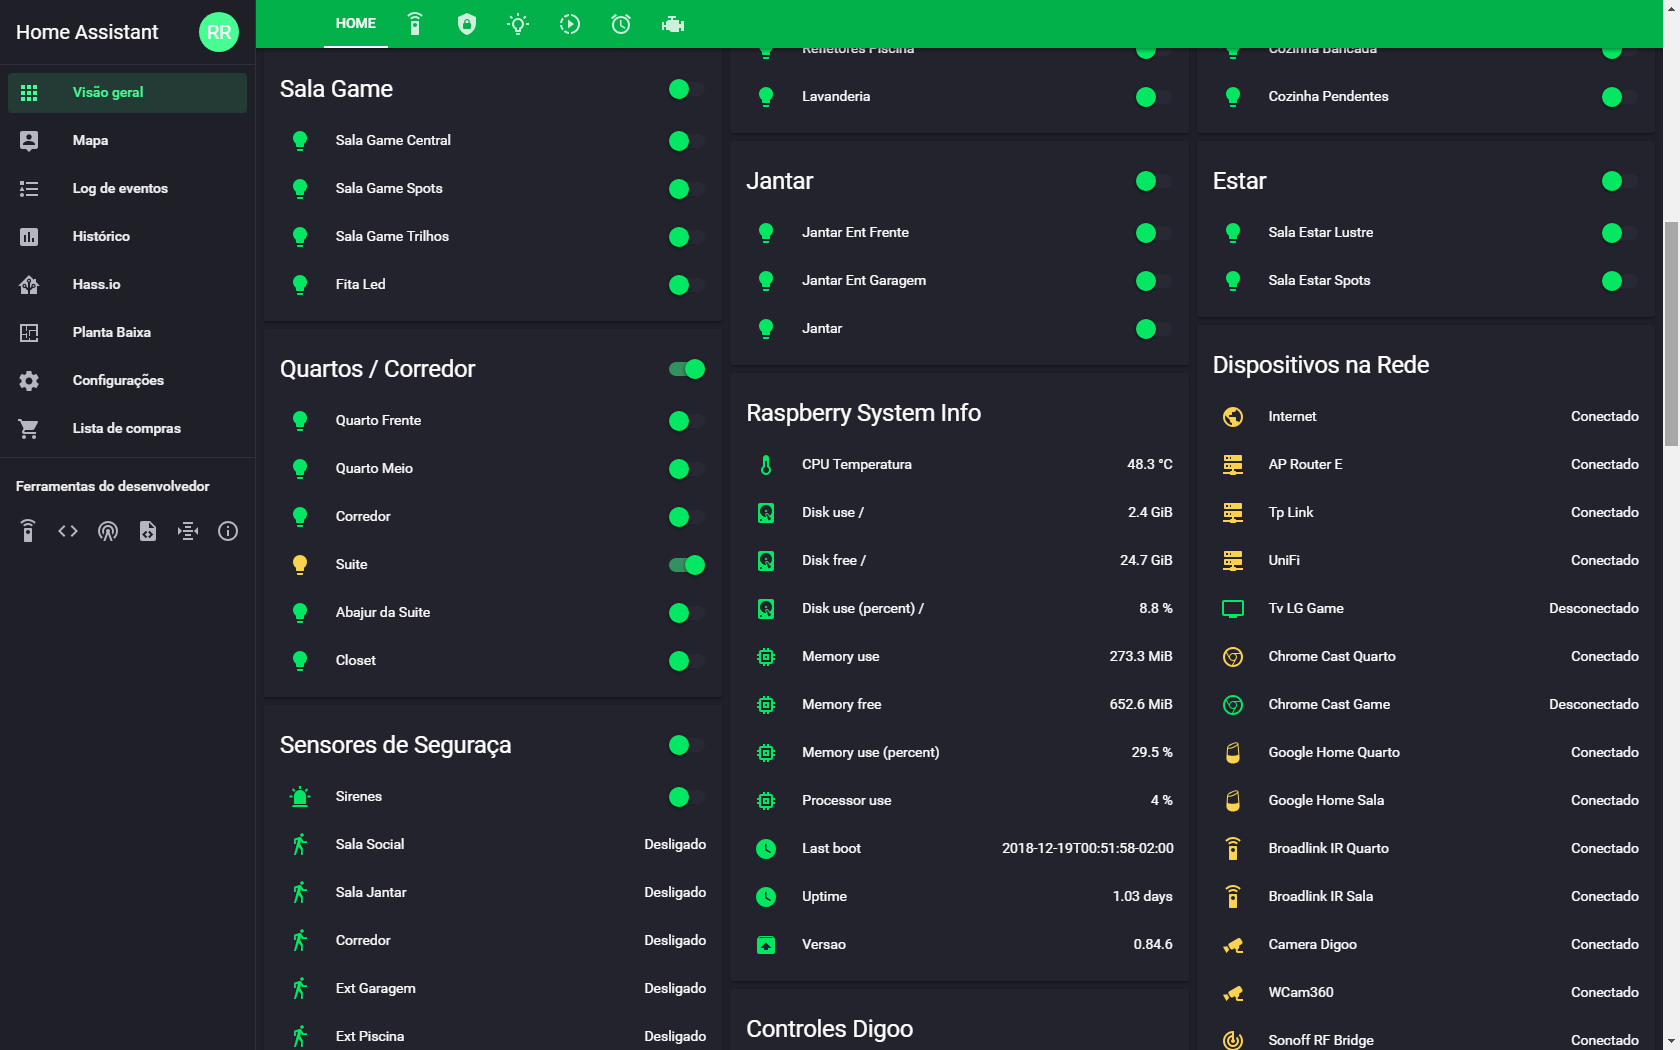 Home Assistant
RR
Visão geral
Mapa
Log de eventos
Histórico
Hass.io
Planta Baixa
Configurações
Lista de compras
Ferramentas do desenvolvedor
HOME
Sala Game
Sala Game Central
Sala Game Spots
Sala Game Trilhos
Fita Led
Quartos / Corredor
Quarto Frente
Quarto Meio
Corredor
Suite
Abajur da Suite
Closet
Sensores de Seguraça
Sirenes
Sala Social Desligado
Sala Jantar Desligado
Corredor Desligado
Ext Garagem Desligado
Ext Piscina Desligado
Refletores Piscina
Lavanderia
Jantar
Jantar Ent Frente
Jantar Ent Garagem
Jantar
Raspberry System Info
CPU Temperatura 48.3 °C
Disk use / 2.4 GiB
Disk free / 24.7 GiB
Disk use (percent) / 8.8 %
Memory use 273.3 MiB
Memory free 652.6 MiB
Memory use (percent) 29.5 %
Processor use 4 %
Last boot 2018-12-19T00:51:58-02:00
Uptime 1.03 days
Versao 0.84.6
Controles Digoo
Cozinha Bancada
Cozinha Pendentes
Estar
Sala Estar Lustre
Sala Estar Spots
Dispositivos na Rede
Internet Conectado
AP Router E Conectado
Tp Link Conectado
UniFi Conectado
Tv LG Game Desconectado
Chrome Cast Quarto Conectado
Chrome Cast Game Desconectado
Google Home Quarto Conectado
Google Home Sala Conectado
Broadlink IR Quarto Conectado
Broadlink IR Sala Conectado
Camera Digoo Conectado
WCam360 Conectado
Sonoff RF Bridge Conectado